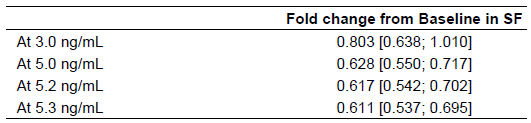 Fold change from Baseline in SF
At 3.0 ng/mL 0.803 [0.638; 1.010]
At 5.0 ng/mL 0.628 [0.550; 0.717]
At 5.2 ng/mL 0.617 [0.542; 0.702]
At 5.3 ng/mL 0.611 [0.537; 0.695]